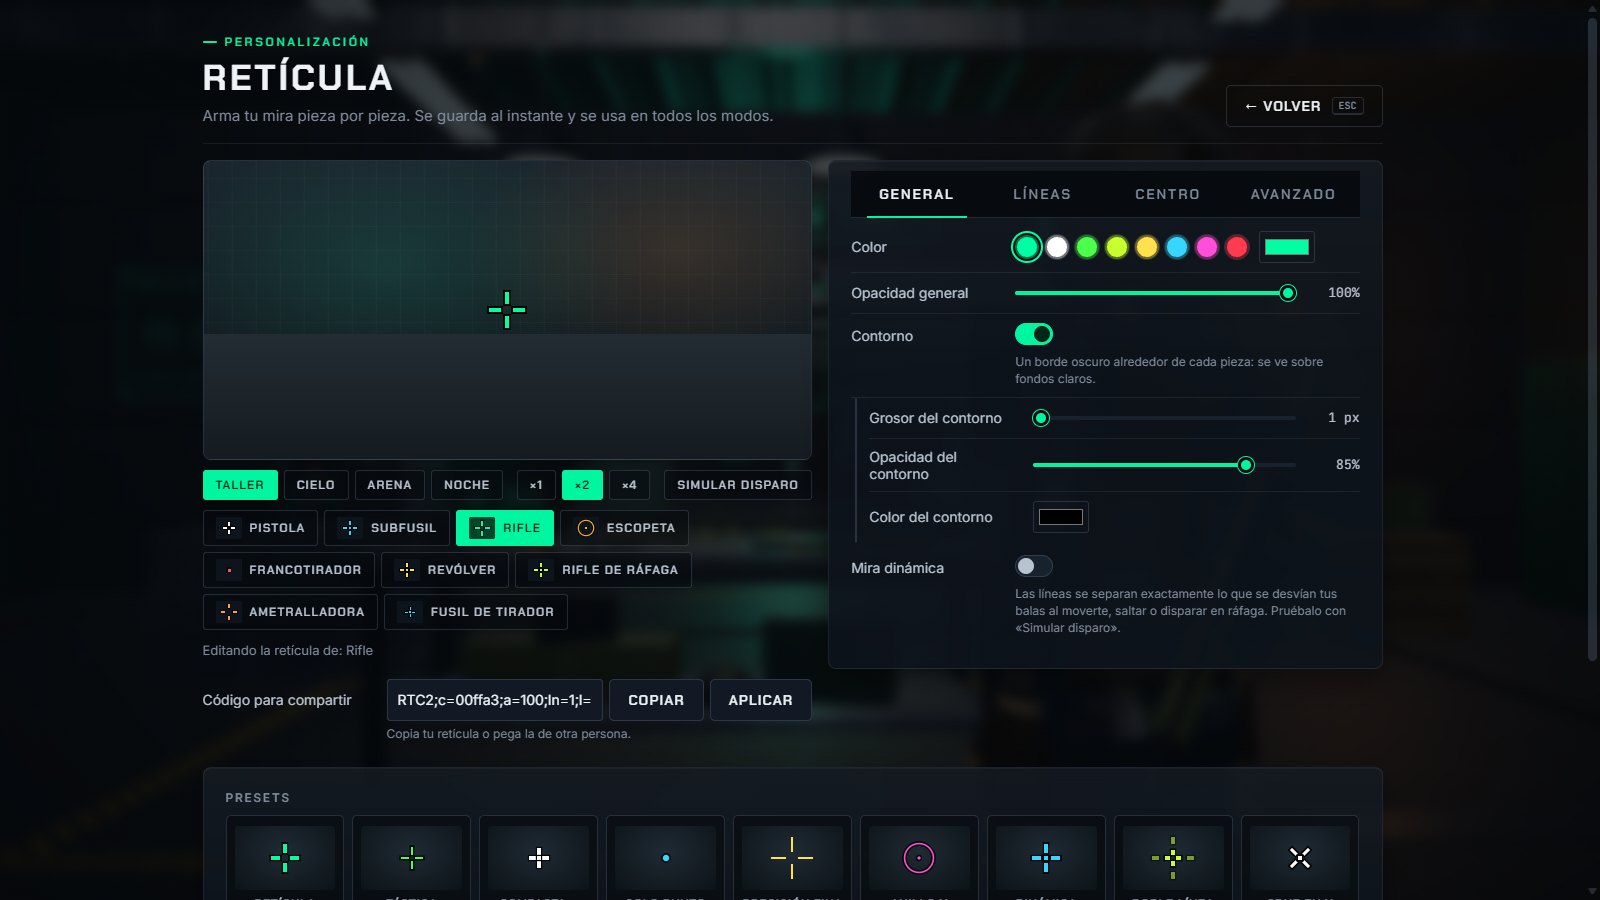 — PERSONALIZACIÓN
RETÍCULA
Arma tu mira pieza por pieza. Se guarda al instante y se usa en todos los modos.
← VOLVER ESC
GENERAL LÍNEAS CENTRO AVANZADO
Color
Opacidad general 100%
Contorno
Un borde oscuro alrededor de cada pieza: se ve sobre
fondos claros.
Grosor del contorno 1 px
Opacidad del
contorno 85%
Color del contorno
Mira dinámica
Las líneas se separan exactamente lo que se desvían tus
balas al moverte, saltar o disparar en ráfaga. Pruébalo con
«Simular disparo».
TALLER CIELO ARENA NOCHE ×1 ×2 ×4 SIMULAR DISPARO
PISTOLA SUBFUSIL RIFLE ESCOPETA
FRANCOTIRADOR REVÓLVER RIFLE DE RÁFAGA
AMETRALLADORA FUSIL DE TIRADOR
Editando la retícula de: Rifle
Código para compartir RTC2;c=00ffa3;a=100;ln=1;l= COPIAR APLICAR
Copia tu retícula o pega la de otra persona.
PRESETS